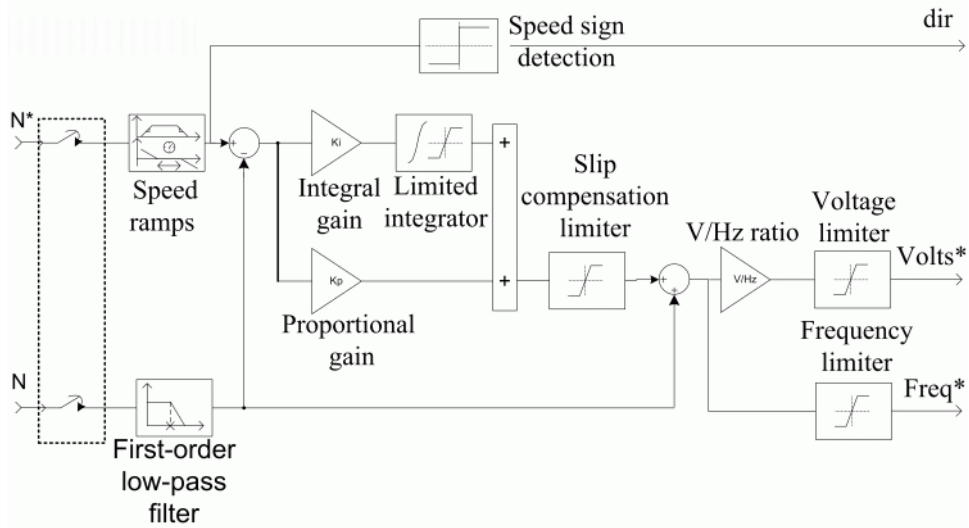 Speed sign
detection
dir
N*
Ki
+
−
+
Speed
ramps
Integral
gain
Limited
integrator
Slip
compensation
limiter
V/Hz ratio
Voltage
limiter
Volts*
Kp
+
+
+
V/Hz
Proportional
gain
Frequency
limiter
Freq*
N
First-order
low-pass
filter